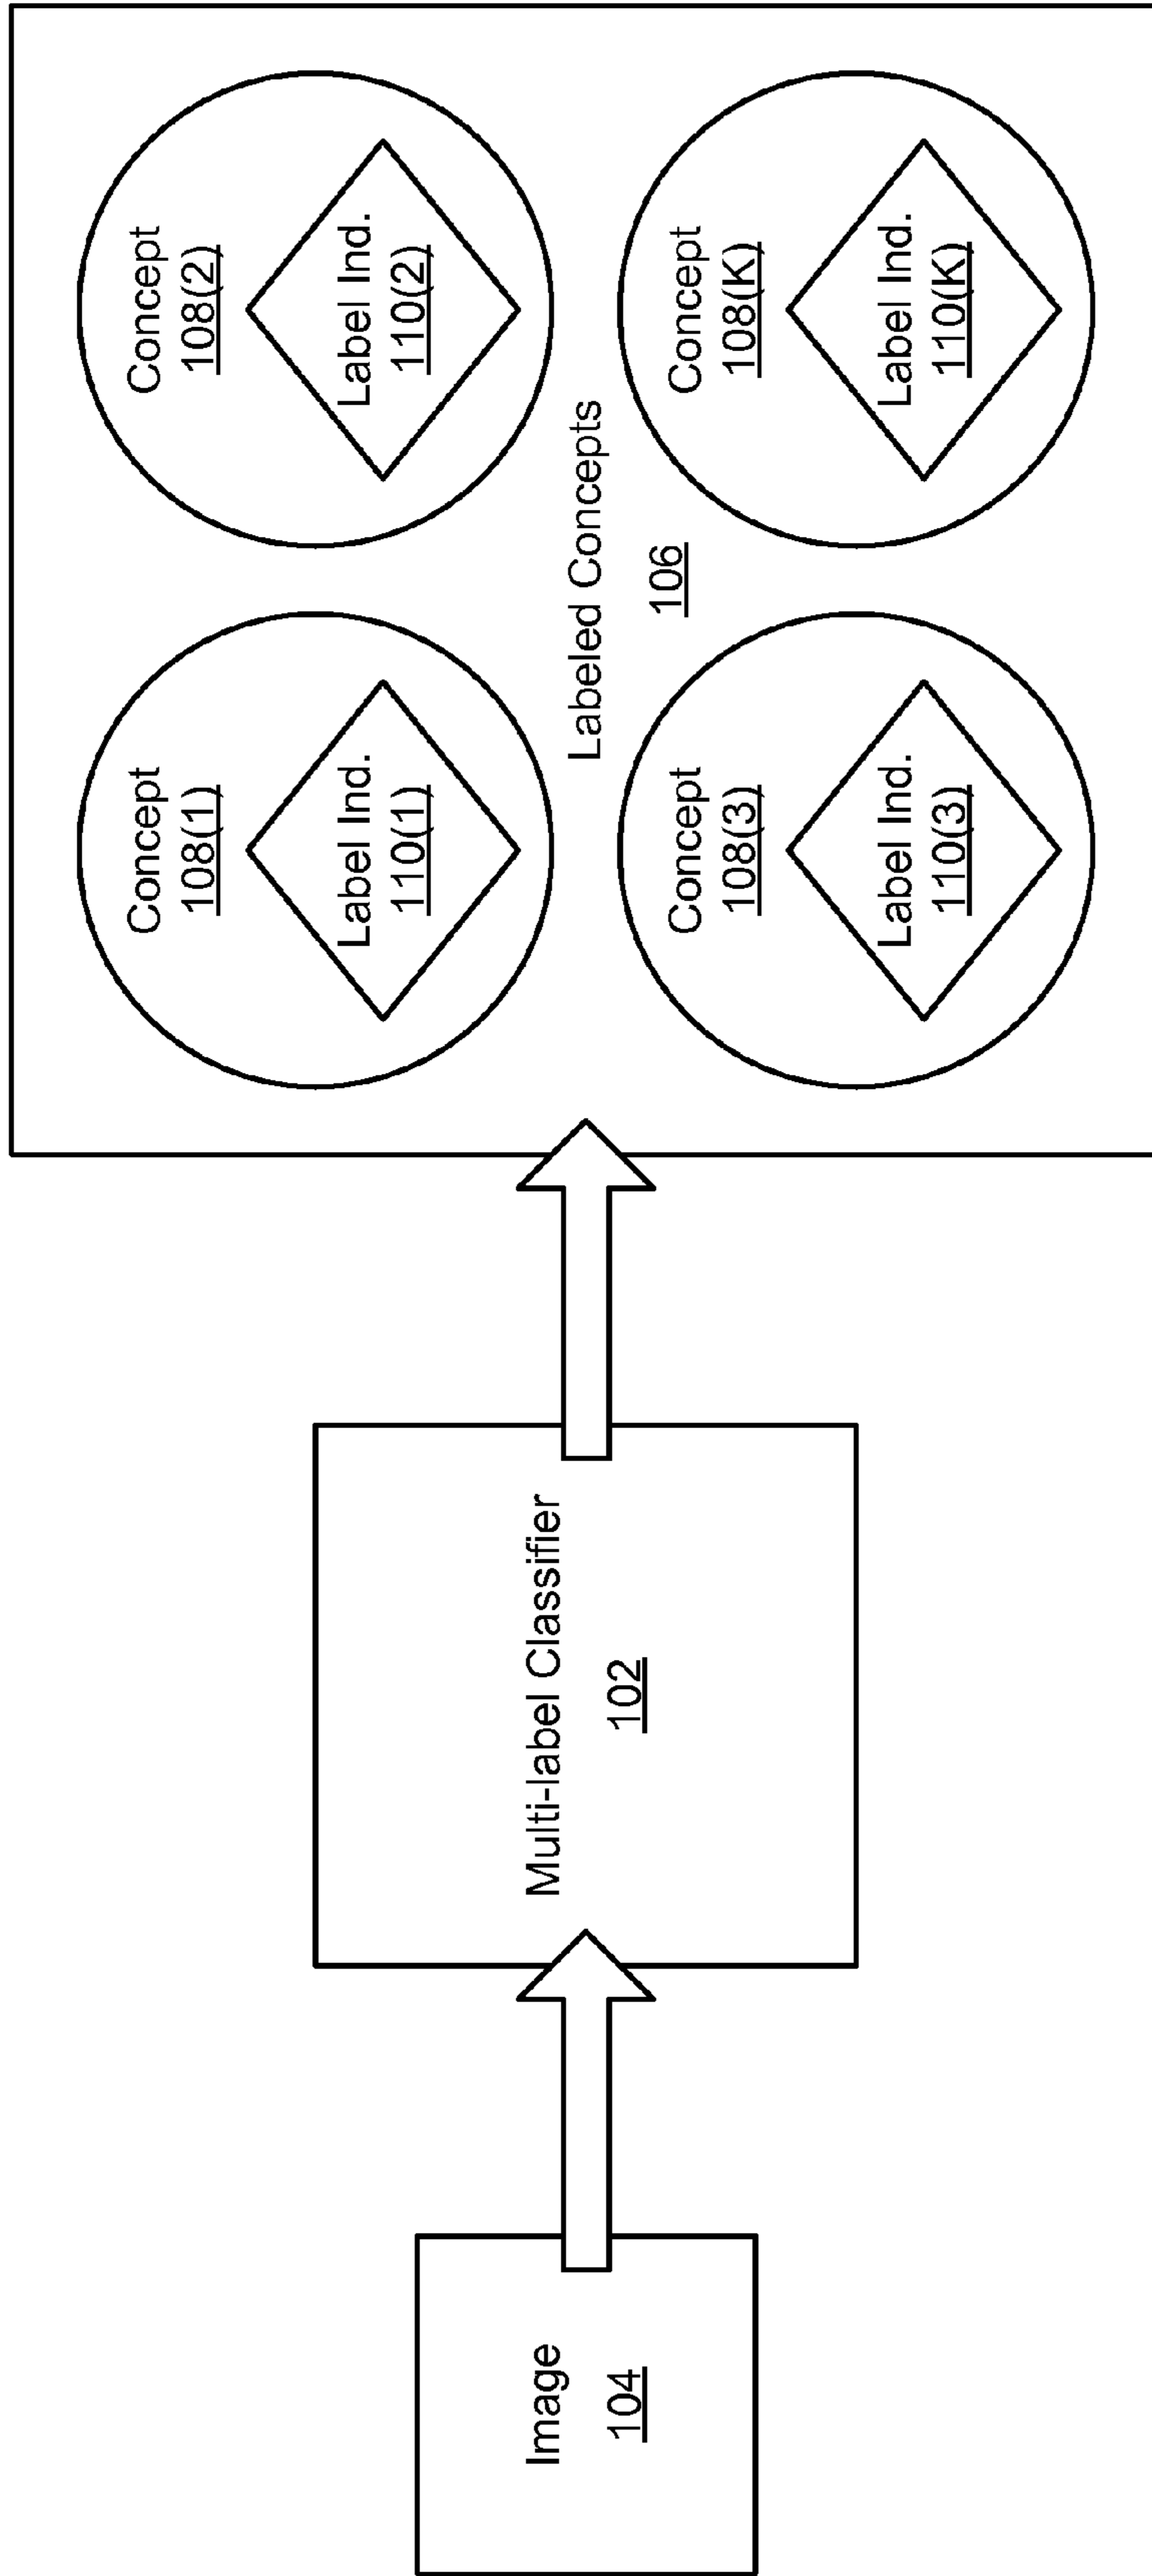 Image
104
Multi-label Classifier
102
Concept
108(1)
Label Ind.
110(1)
Concept
108(2)
Label Ind.
110(2)
Labeled Concepts
106
Concept
108(3)
Label Ind.
110(3)
Concept
108(K)
Label Ind.
110(K)